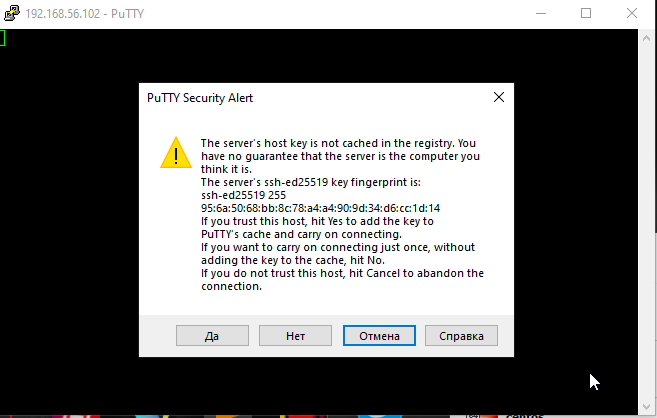 192.168.56.102 - PuTTY
PuTTY Security Alert
The server's host key is not cached in the registry. You
have no guarantee that the server is the computer you
think it is.
The server's ssh-ed25519 key fingerprint is:
ssh-ed25519 255
95:6a:50:68:bb:8c:78:a4:a4:90:9d:34:d6:cc:1d:14
If you trust this host, hit Yes to add the key to
PuTTY's cache and carry on connecting.
If you want to carry on connecting just once, without
adding the key to the cache, hit No.
If you do not trust this host, hit Cancel to abandon the
connection.
Да Нет Отмена Справка